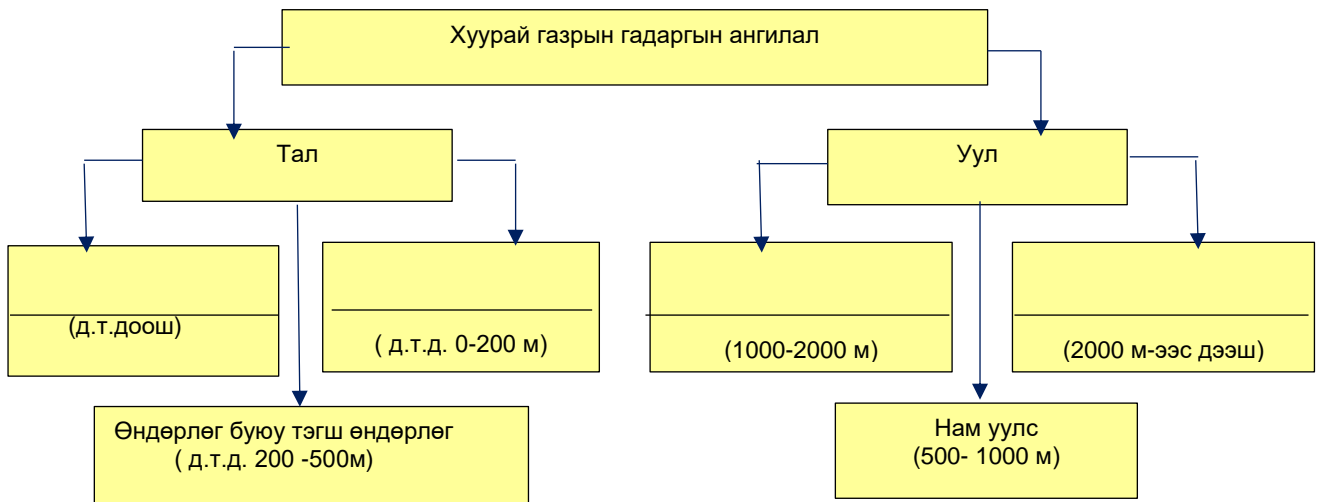 Хуурай газрын гадаргын ангилал
Тал
Уул
(д.т.доош)
( д.т.д. 0-200 м)
(1000-2000 м)
(2000 м-ээс дээш)
Өндөрлөг буюу тэгш өндөрлөг
( д.т.д. 200 -500м)
Нам уулс
(500- 1000 м)